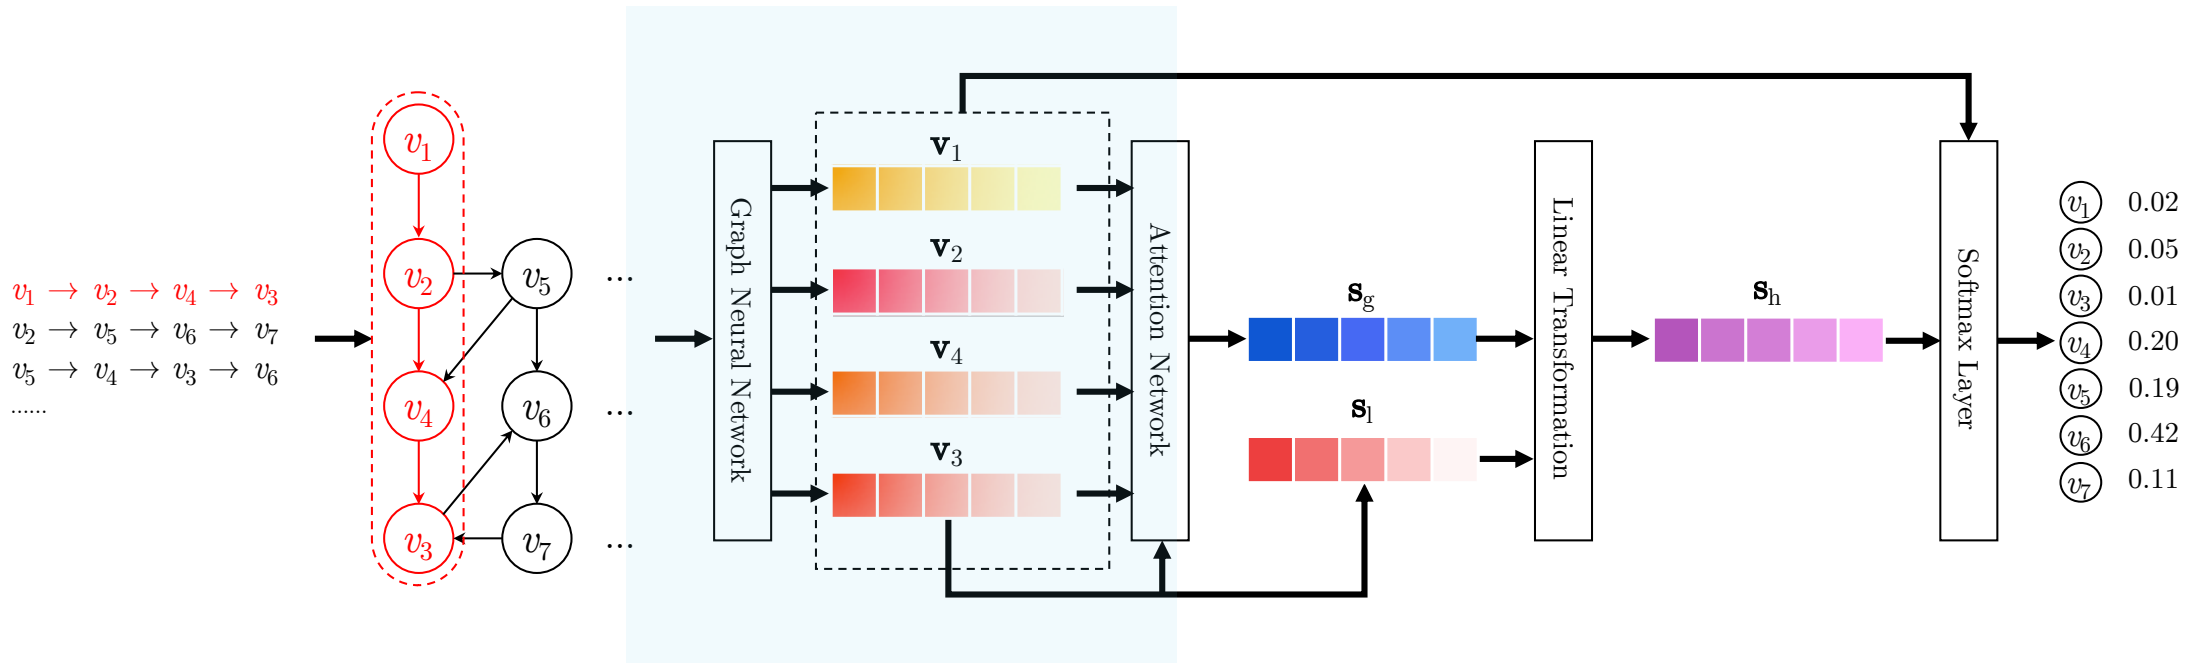 v1 → v2 → v4 → v3
v2 → v5 → v6 → v7
v5 → v4 → v3 → v6
......
v1
v2
v4
v3
v5
v6
v7
...
...
...
Graph Neural Network
v1
v2
v4
v3
Attention Network
sg
sl
Linear Transformation
sh
Softmax Layer
v1 0.02
v2 0.05
v3 0.01
v4 0.20
v5 0.19
v6 0.42
v7 0.11